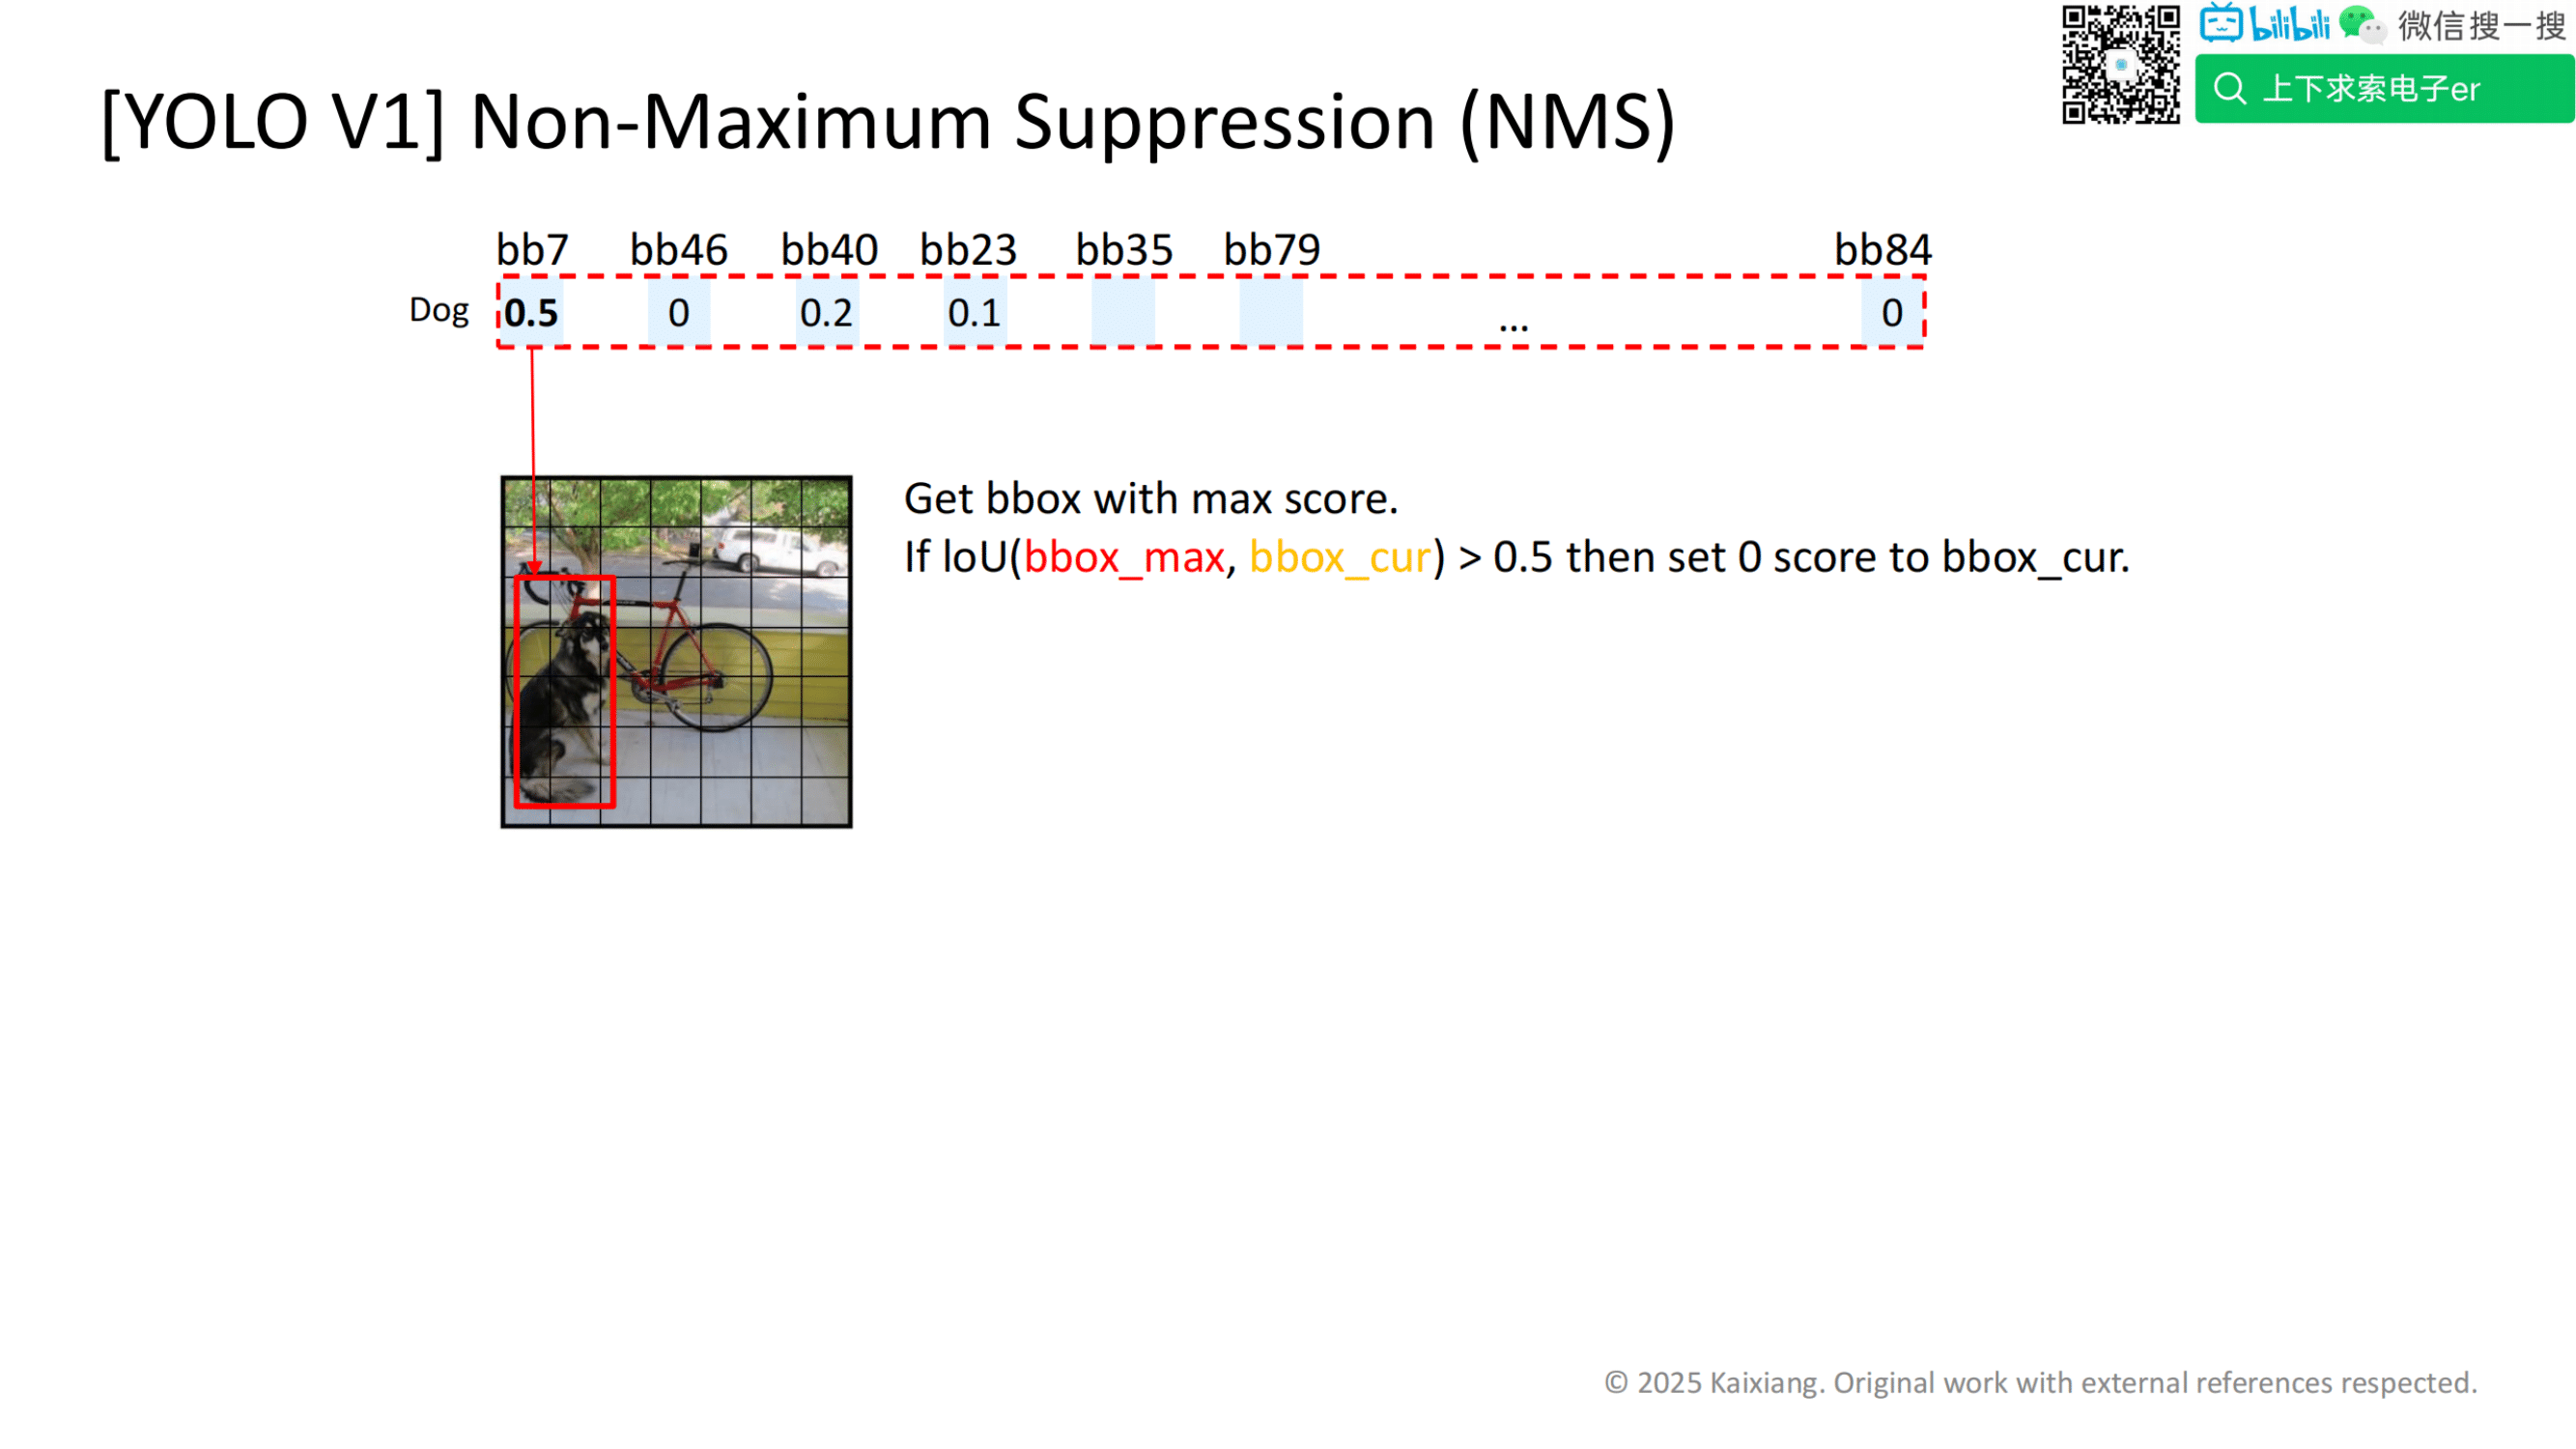 bilibili 微信搜一搜
上下求索电子er
[YOLO V1] Non-Maximum Suppression (NMS)
bb7 bb46 bb40 bb23 bb35 bb79 bb84
Dog 0.5 0 0.2 0.1 ... 0
Get bbox with max score.
If IoU(bbox_max, bbox_cur) > 0.5 then set 0 score to bbox_cur.
© 2025 Kaixiang. Original work with external references respected.